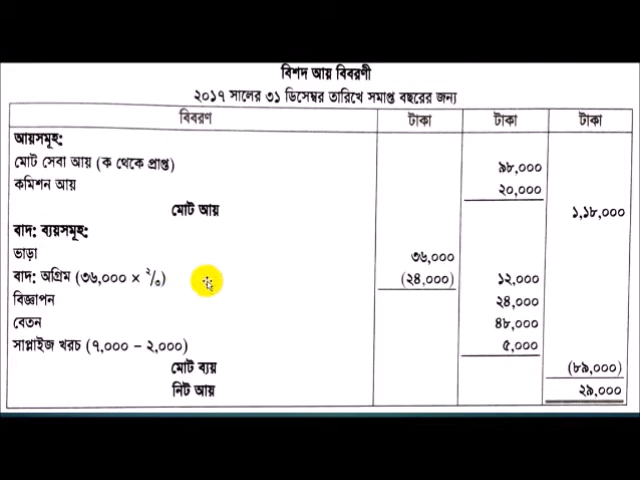 বিশদ আয় বিবরণী
২০১৭ সালের ৩১ ডিসেম্বর তারিখে সমাপ্ত বছরের জন্য
বিবরণ টাকা টাকা টাকা
আয়সমূহ:
মোট সেবা আয় (ক থেকে প্রাপ্ত) ৯৮,০০০
কমিশন আয় ২০,০০০
মোট আয় ১,১৮,০০০
বাদ: ব্যয়সমূহ:
ভাড়া ৩৬,০০০
বাদ: অগ্রিম (৩৬,০০০ × ২/৩) (২৪,০০০) ১২,০০০
বিজ্ঞাপন ২৪,০০০
বেতন ৪৮,০০০
সাপ্লাইজ খরচ (৭,০০০ – ২,০০০) ৫,০০০
মোট ব্যয় (৮৯,০০০)
নিট আয় ২৯,০০০